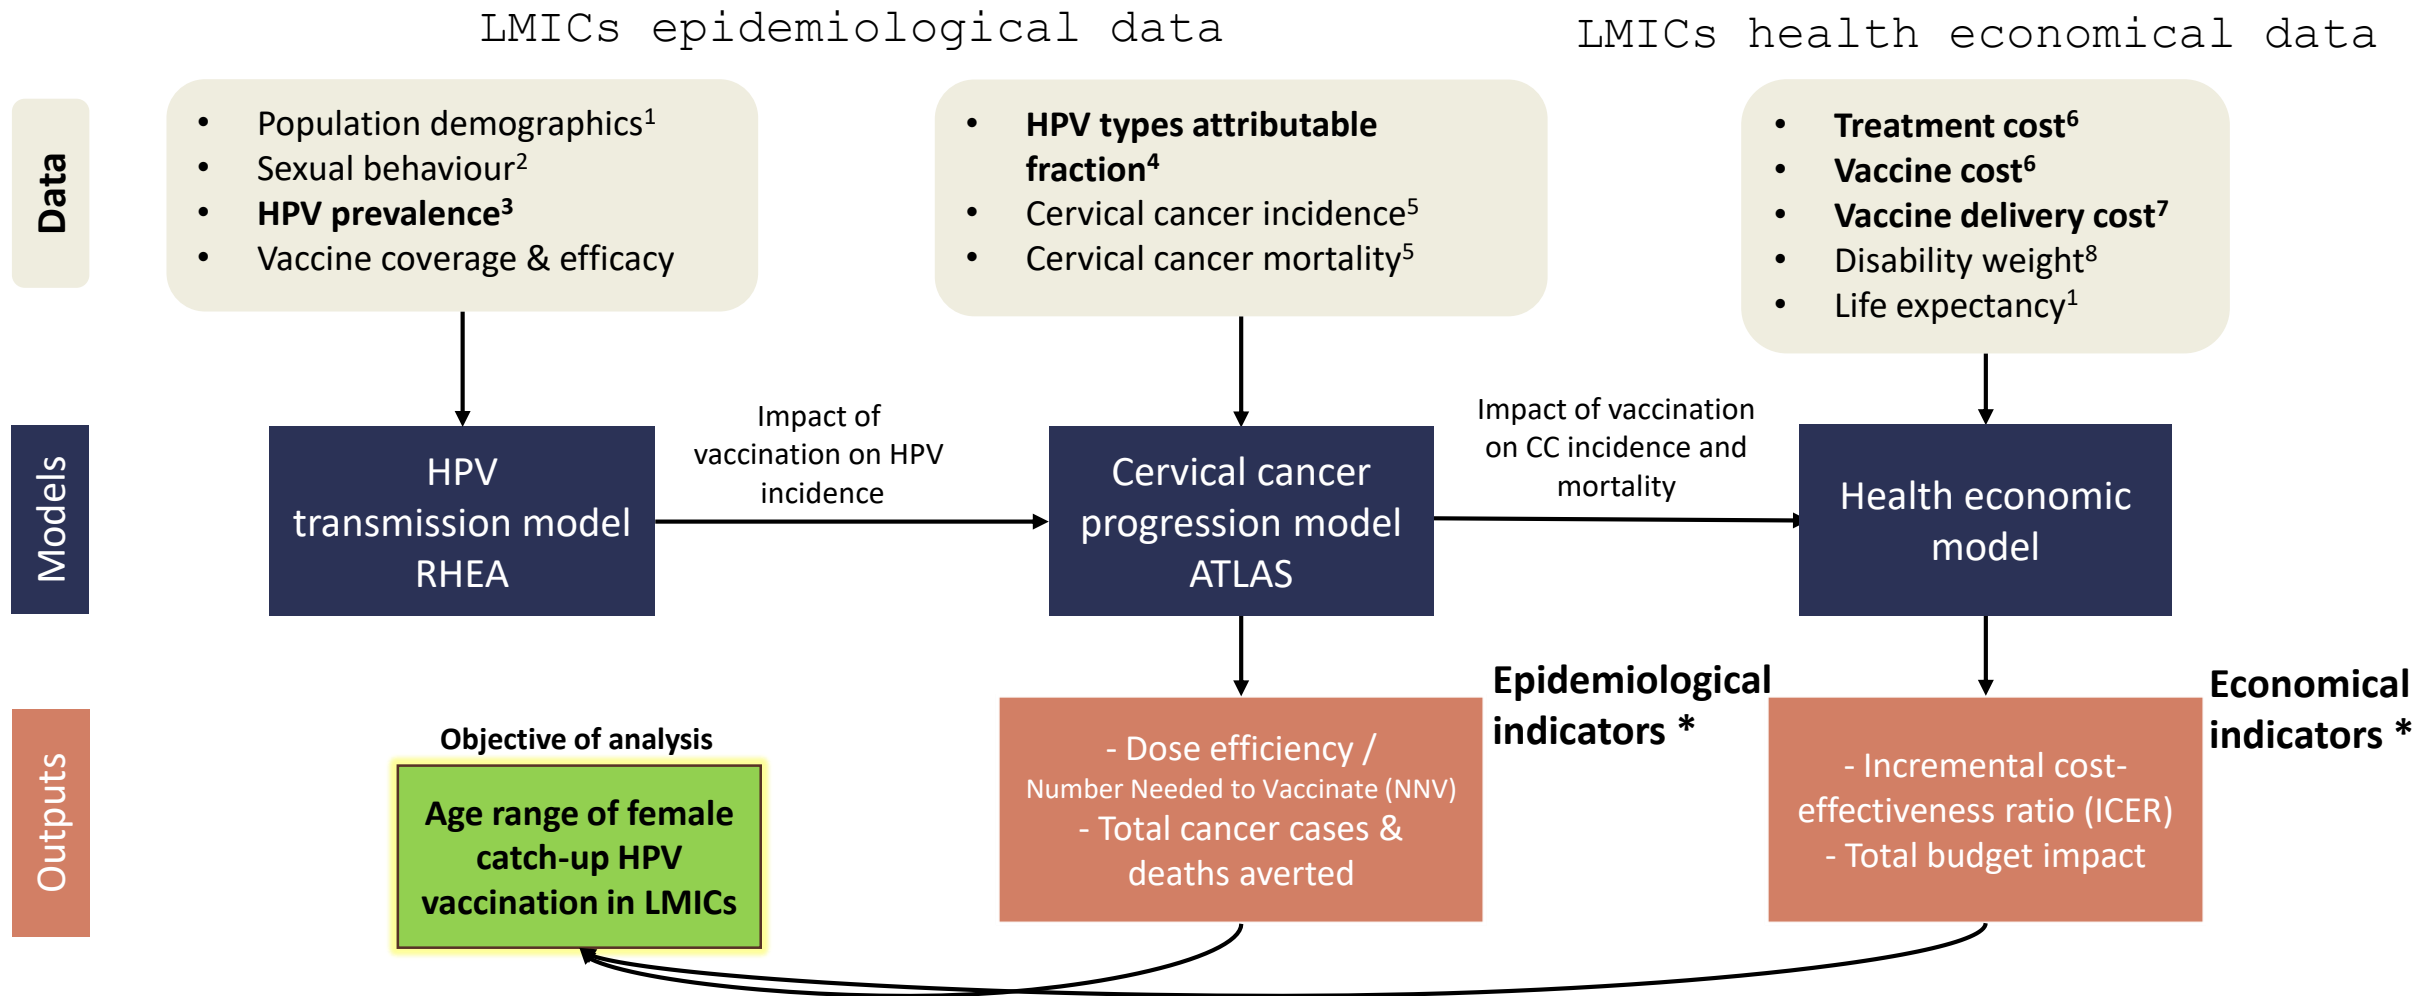 LMICs epidemiological data
LMICs health economical data
Data
• Population demographics¹
• Sexual behaviour²
• HPV prevalence³
• Vaccine coverage & efficacy
• HPV types attributable
fraction⁴
• Cervical cancer incidence⁵
• Cervical cancer mortality⁵
• Treatment cost⁶
• Vaccine cost⁶
• Vaccine delivery cost⁷
• Disability weight⁸
• Life expectancy¹
Models
HPV
transmission model
RHEA
Impact of
vaccination on HPV
incidence
Cervical cancer
progression model
ATLAS
Impact of vaccination
on CC incidence and
mortality
Health economic
model
Outputs
Objective of analysis
Age range of female
catch-up HPV
vaccination in LMICs
- Dose efficiency /
Number Needed to Vaccinate (NNV)
- Total cancer cases &
deaths averted
Epidemiological
indicators *
- Incremental cost-
effectiveness ratio (ICER)
- Total budget impact
Economical
indicators *